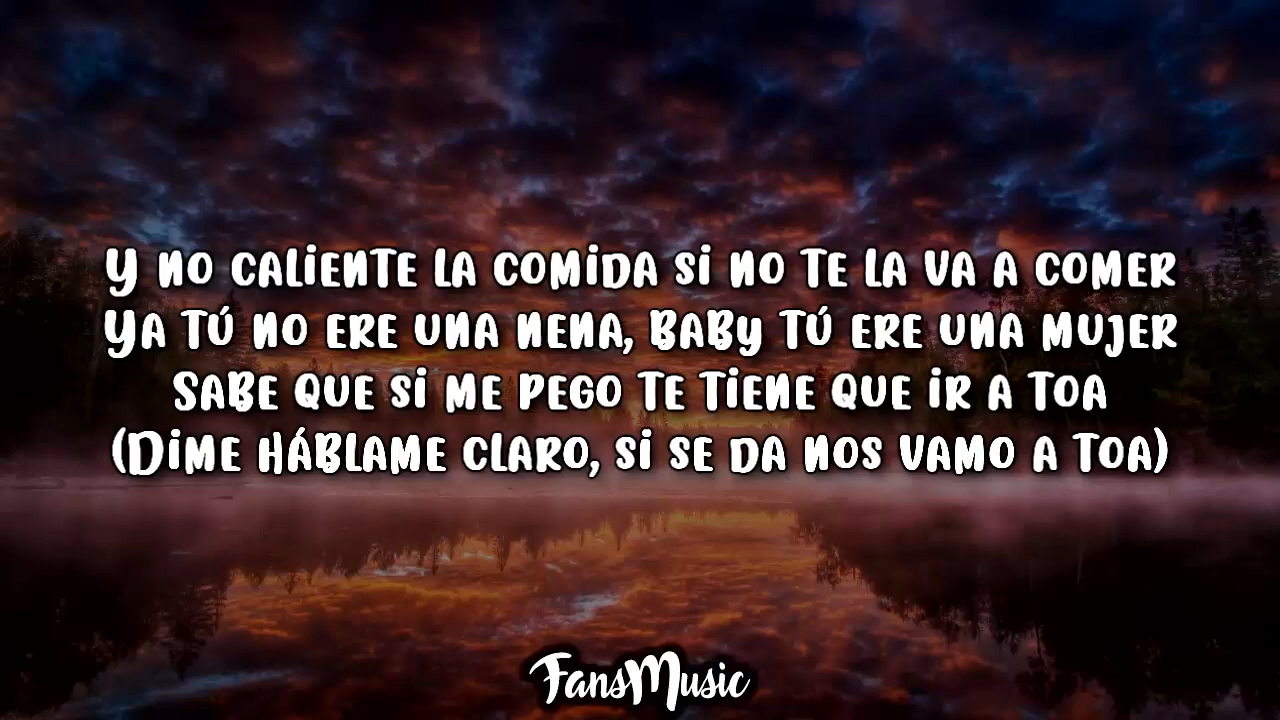 Y no caliente la comida si no te la va a comer
Ya tú no ere una nena, baby tú ere una mujer
Sabe que si me pego te tiene que ir a toa
(Dime háblame claro, si se da nos vamo a toa)
FansMusic